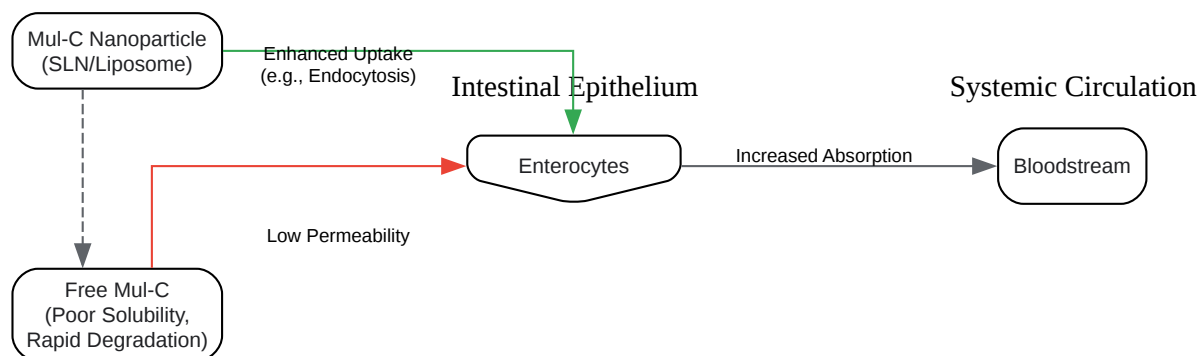 Mul-C Nanoparticle
(SLN/Liposome)
Enhanced Uptake
(e.g., Endocytosis)
Intestinal Epithelium
Systemic Circulation
Enterocytes
Increased Absorption
Bloodstream
Low Permeability
Free Mul-C
(Poor Solubility,
Rapid Degradation)